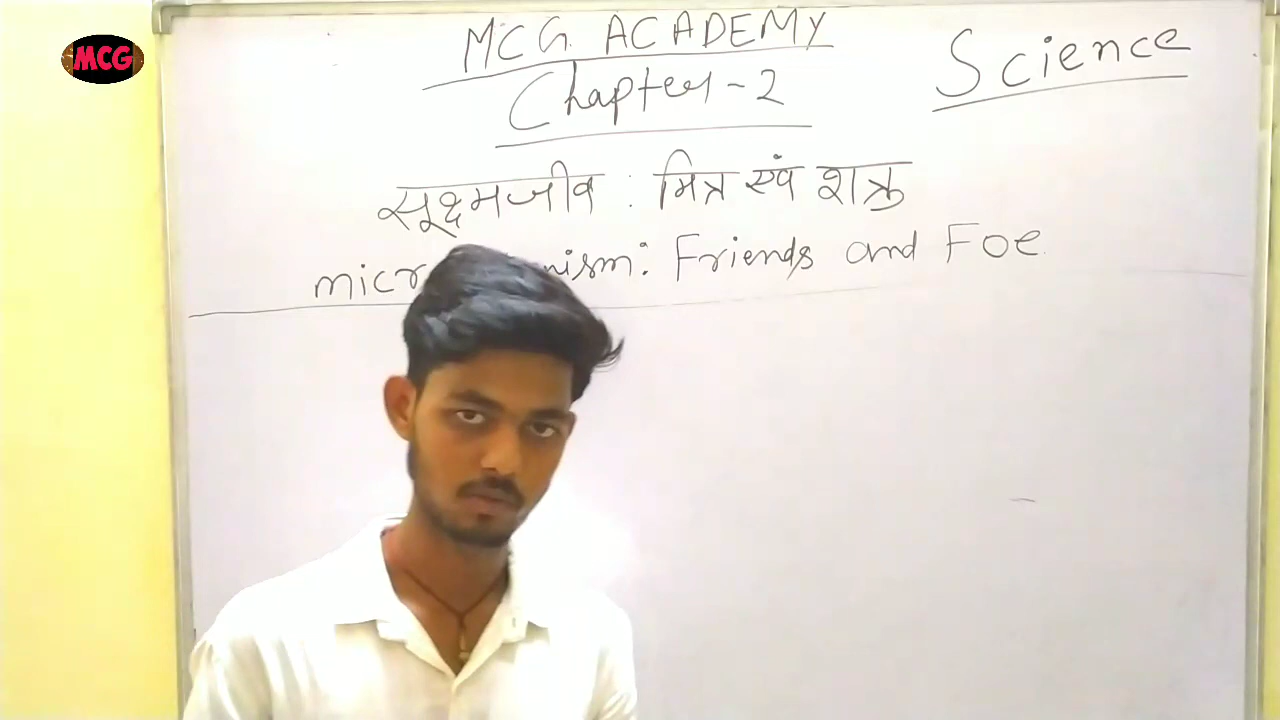 MCG
MCG ACADEMY
Science
Chapter-2
सूक्ष्मजीव : मित्र एवं शत्रु
Friends and Foe